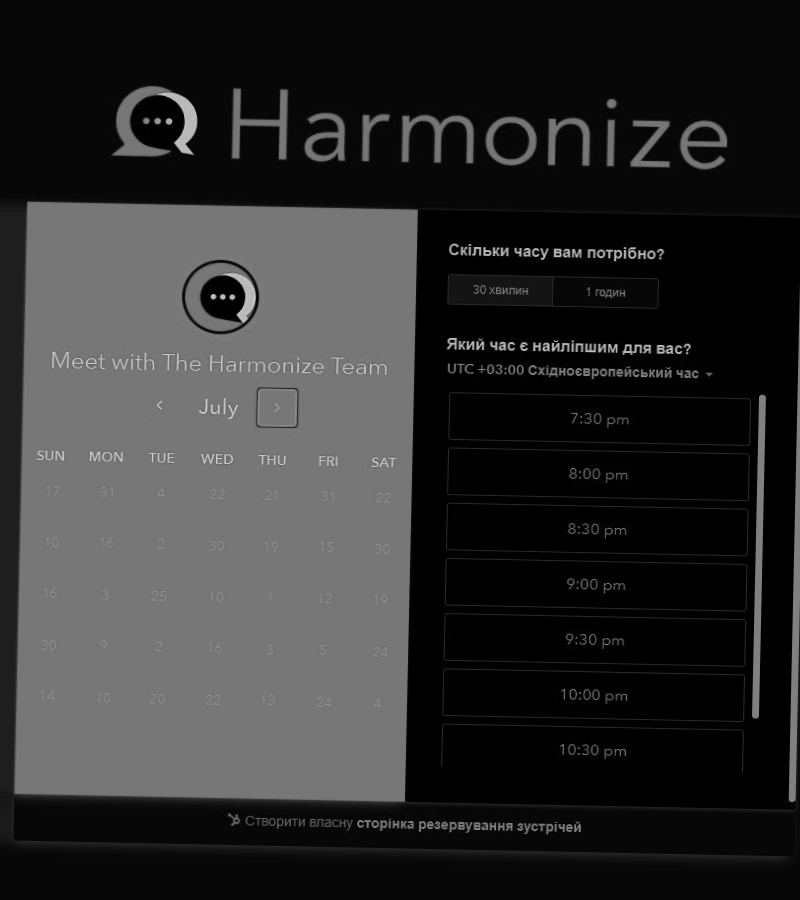 Harmonize
Meet with The Harmonize Team
July
SUN MON TUE WED THU FRI SAT
17 31 4 22 21 31 22
10 16 2 30 19 15 30
16 3 25 10 1 12 19
30 9 2 16 3 5 24
14 10 20 22 13 24 4
Скільки часу вам потрібно?
30 хвилин 1 годин
Який час є найліпшим для вас?
UTC +03:00 Східноєвропейський час
7:30 pm
8:00 pm
8:30 pm
9:00 pm
9:30 pm
10:00 pm
10:30 pm
Створити власну сторінка резервування зустрічей